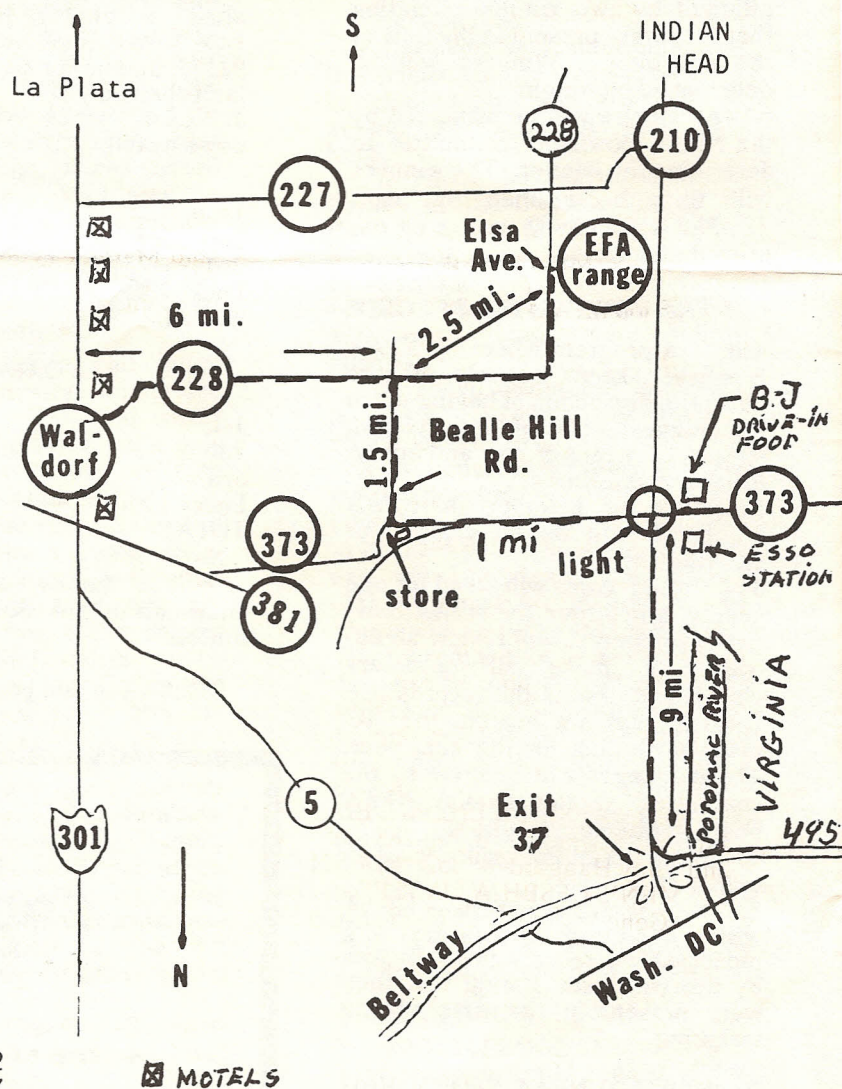 S
INDIAN
HEAD
La Plata
228
210
227
Elsa
Ave.
EFA
range
2.5 mi.
6 mi.
228
B-J
DRIVE-IN
FOOD
Wal-
dorf
1.5 mi.
Bealle Hill
Rd.
373
373
1 mi
light
ESSO
STATION
store
381
9 mi
POTOMAC RIVER
VIRGINIA
5
Exit
37
301
495
N
Beltway
Wash. DC
MOTELS